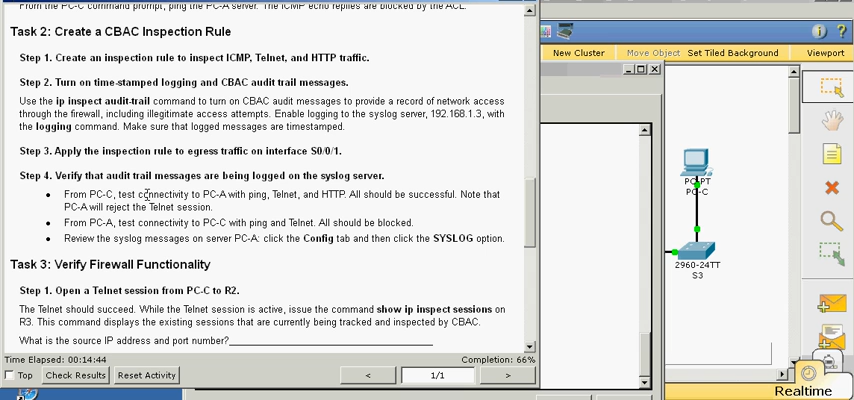 From the PC-C command prompt, ping the PC-A server. The ICMP echo replies are blocked by the ACL.
Task 2: Create a CBAC Inspection Rule
Step 1. Create an inspection rule to inspect ICMP, Telnet, and HTTP traffic.
Step 2. Turn on time-stamped logging and CBAC audit trail messages.
Use the ip inspect audit-trail command to turn on CBAC audit messages to provide a record of network access
through the firewall, including illegitimate access attempts. Enable logging to the syslog server, 192.168.1.3, with
the logging command. Make sure that logged messages are timestamped.
Step 3. Apply the inspection rule to egress traffic on interface S0/0/1.
Step 4. Verify that audit trail messages are being logged on the syslog server.
• From PC-C, test connectivity to PC-A with ping, Telnet, and HTTP. All should be successful. Note that
PC-A will reject the Telnet session.
• From PC-A, test connectivity to PC-C with ping and Telnet. All should be blocked.
• Review the syslog messages on server PC-A: click the Config tab and then click the SYSLOG option.
Task 3: Verify Firewall Functionality
Step 1. Open a Telnet session from PC-C to R2.
The Telnet should succeed. While the Telnet session is active, issue the command show ip inspect sessions on
R3. This command displays the existing sessions that are currently being tracked and inspected by CBAC.
What is the source IP address and port number?
Time Elapsed: 00:14:44
Completion: 66%
Top
Check Results
Reset Activity
<
1/1
>
New Cluster
Move Object
Set Tiled Background
Viewport
PC-PT
PC-C
2960-24TT
S3
Realtime